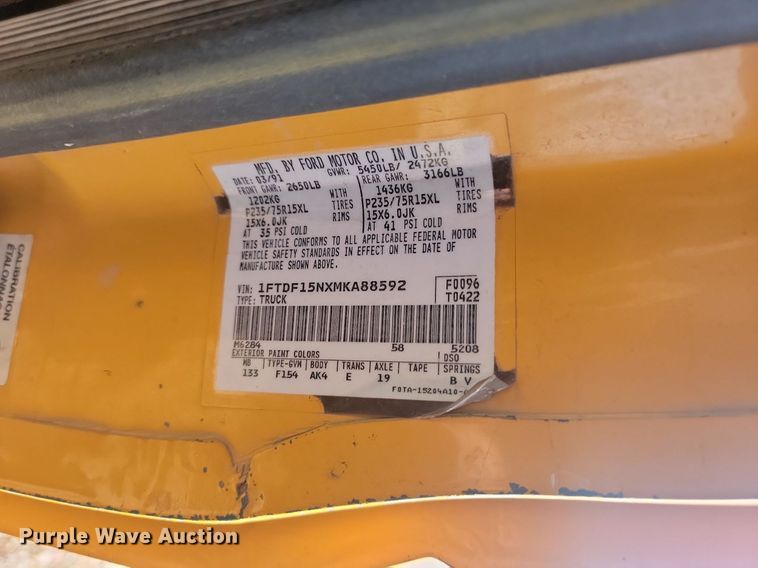 MFD. BY FORD MOTOR CO. IN U.S.A.
DATE: 03/91 GVWR: 5450LB/ 2472KG
FRONT GAWR: 2650LB REAR GAWR: 3166LB
1202KG WITH 1436KG WITH
P235/75R15XL TIRES P235/75R15XL TIRES
15X6.0JK RIMS 15X6.0JK RIMS
AT 35 PSI COLD AT 41 PSI COLD
THIS VEHICLE CONFORMS TO ALL APPLICABLE FEDERAL MOTOR
VEHICLE SAFETY STANDARDS IN EFFECT ON THE DATE OF
MANUFACTURE SHOWN ABOVE.
VIN: 1FTDF15NXMKA88592 F0096
TYPE: TRUCK T0422
M6284 58 5208
EXTERIOR PAINT COLORS DSO
WB TYPE-GVM BODY TRANS AXLE TAPE SPRINGS
133 F154 AK4 E 19 B V
F0TA-15204A10-
CALIBRATION
Purple Wave Auction